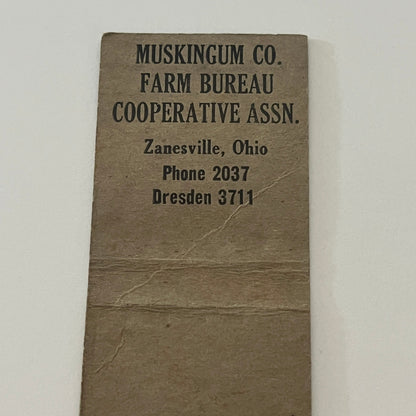 MUSKINGUM CO.
FARM BUREAU
COOPERATIVE ASSN.
Zanesville, Ohio
Phone 2037
Dresden 3711